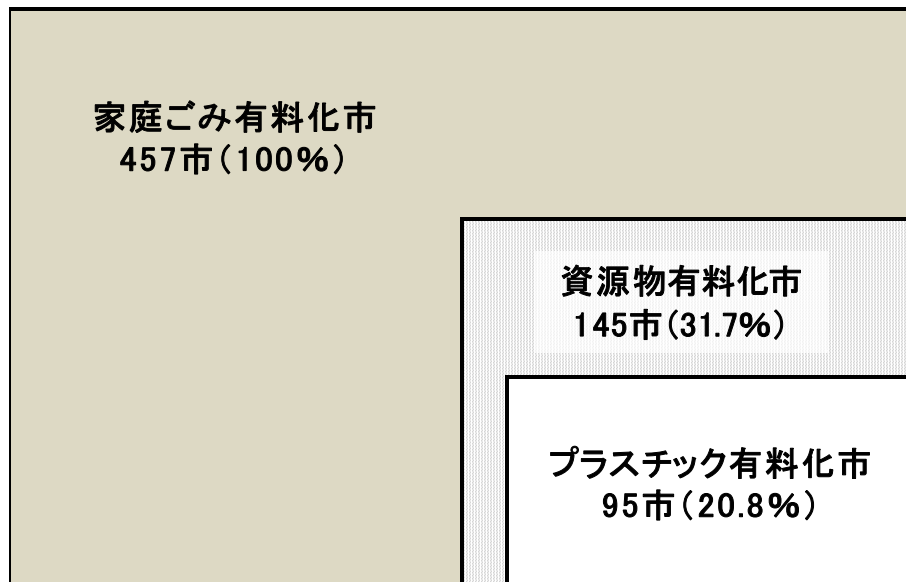 家庭ごみ有料化市
457市(100%)
資源物有料化市
145市(31.7%)
プラスチック有料化市
95市(20.8%)